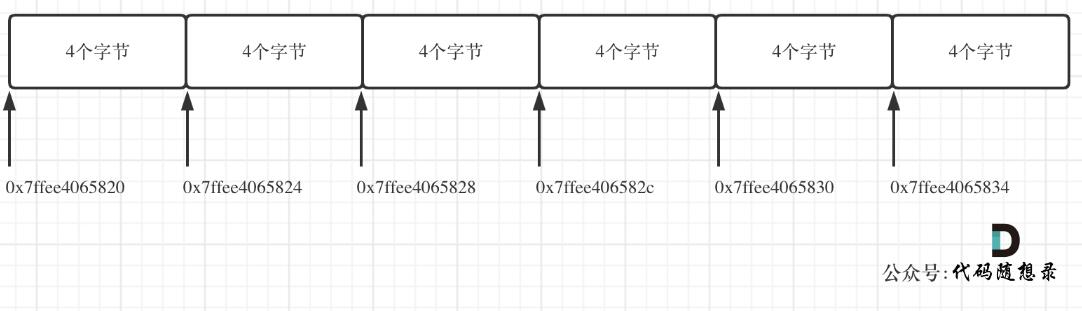 4个字节 4个字节 4个字节 4个字节 4个字节 4个字节
0x7ffee4065820 0x7ffee4065824 0x7ffee4065828 0x7ffee406582c 0x7ffee4065830 0x7ffee4065834
D
公众号:代码随想录